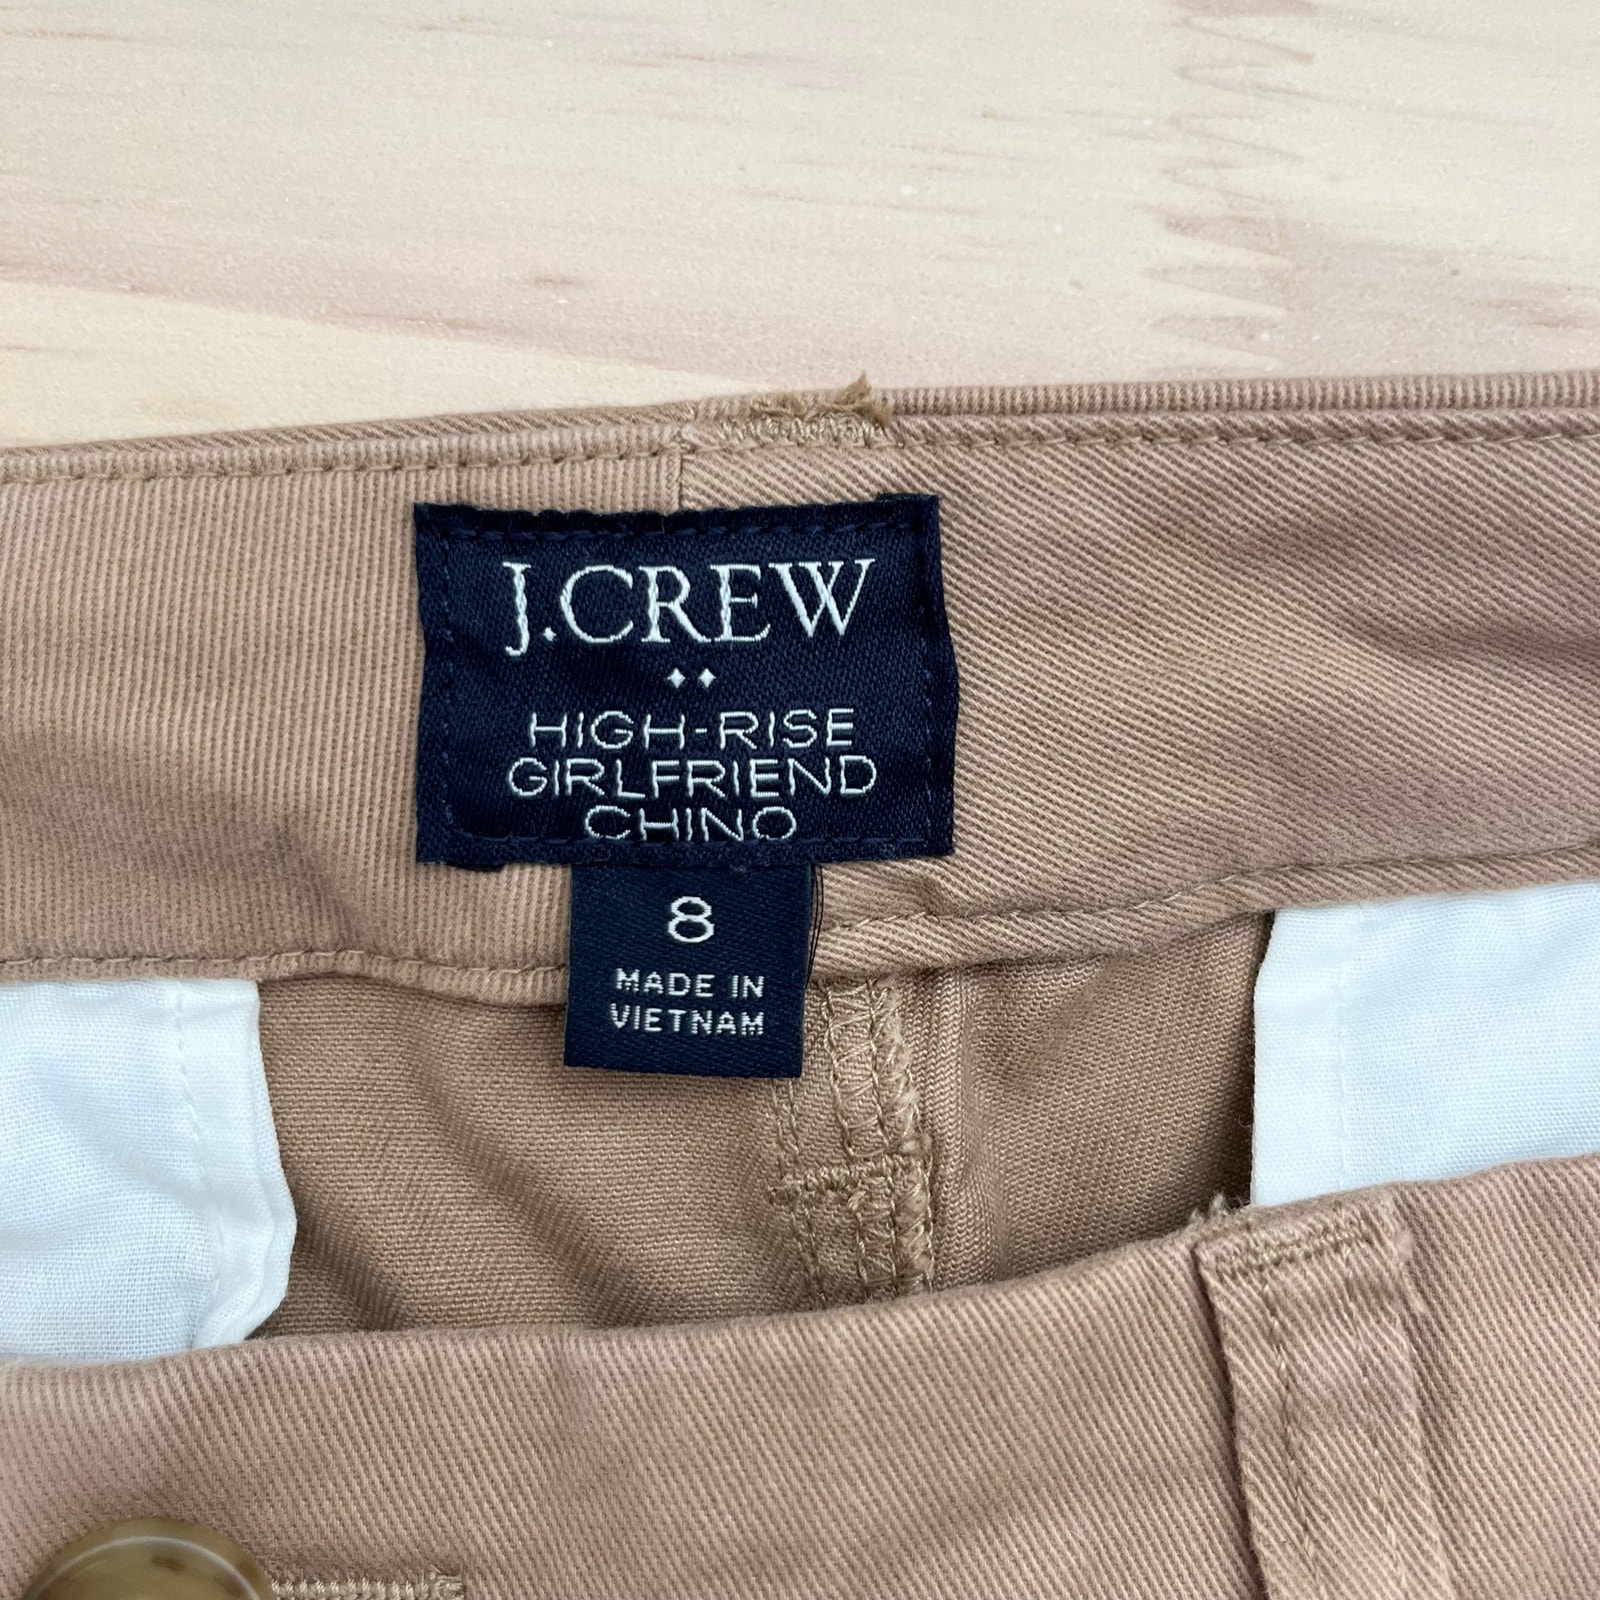 J.CREW
HIGH-RISE
GIRLFRIEND
CHINO
8
MADE IN
VIETNAM